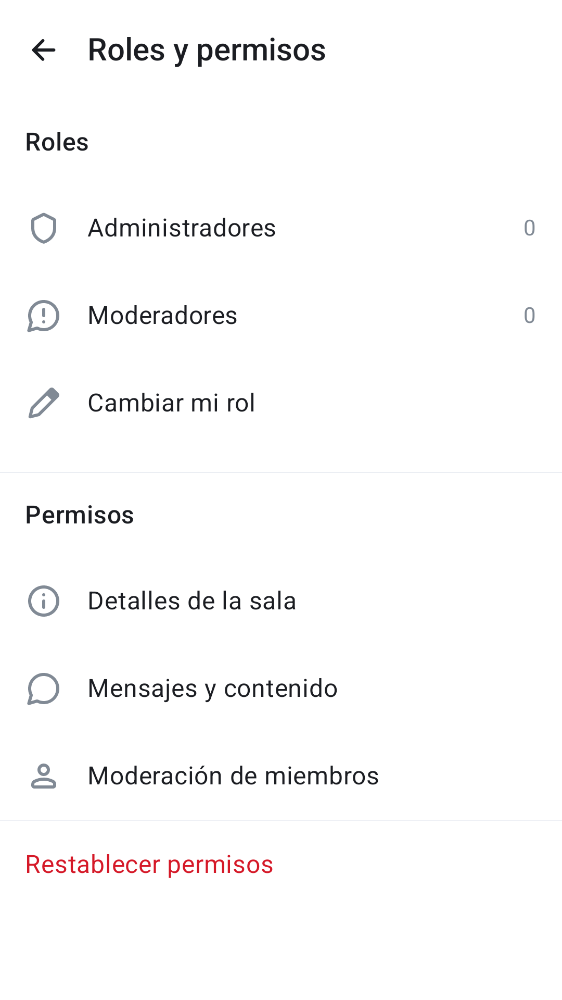 Roles y permisos
Roles
Administradores 0
Moderadores 0
Cambiar mi rol
Permisos
Detalles de la sala
Mensajes y contenido
Moderación de miembros
Restablecer permisos